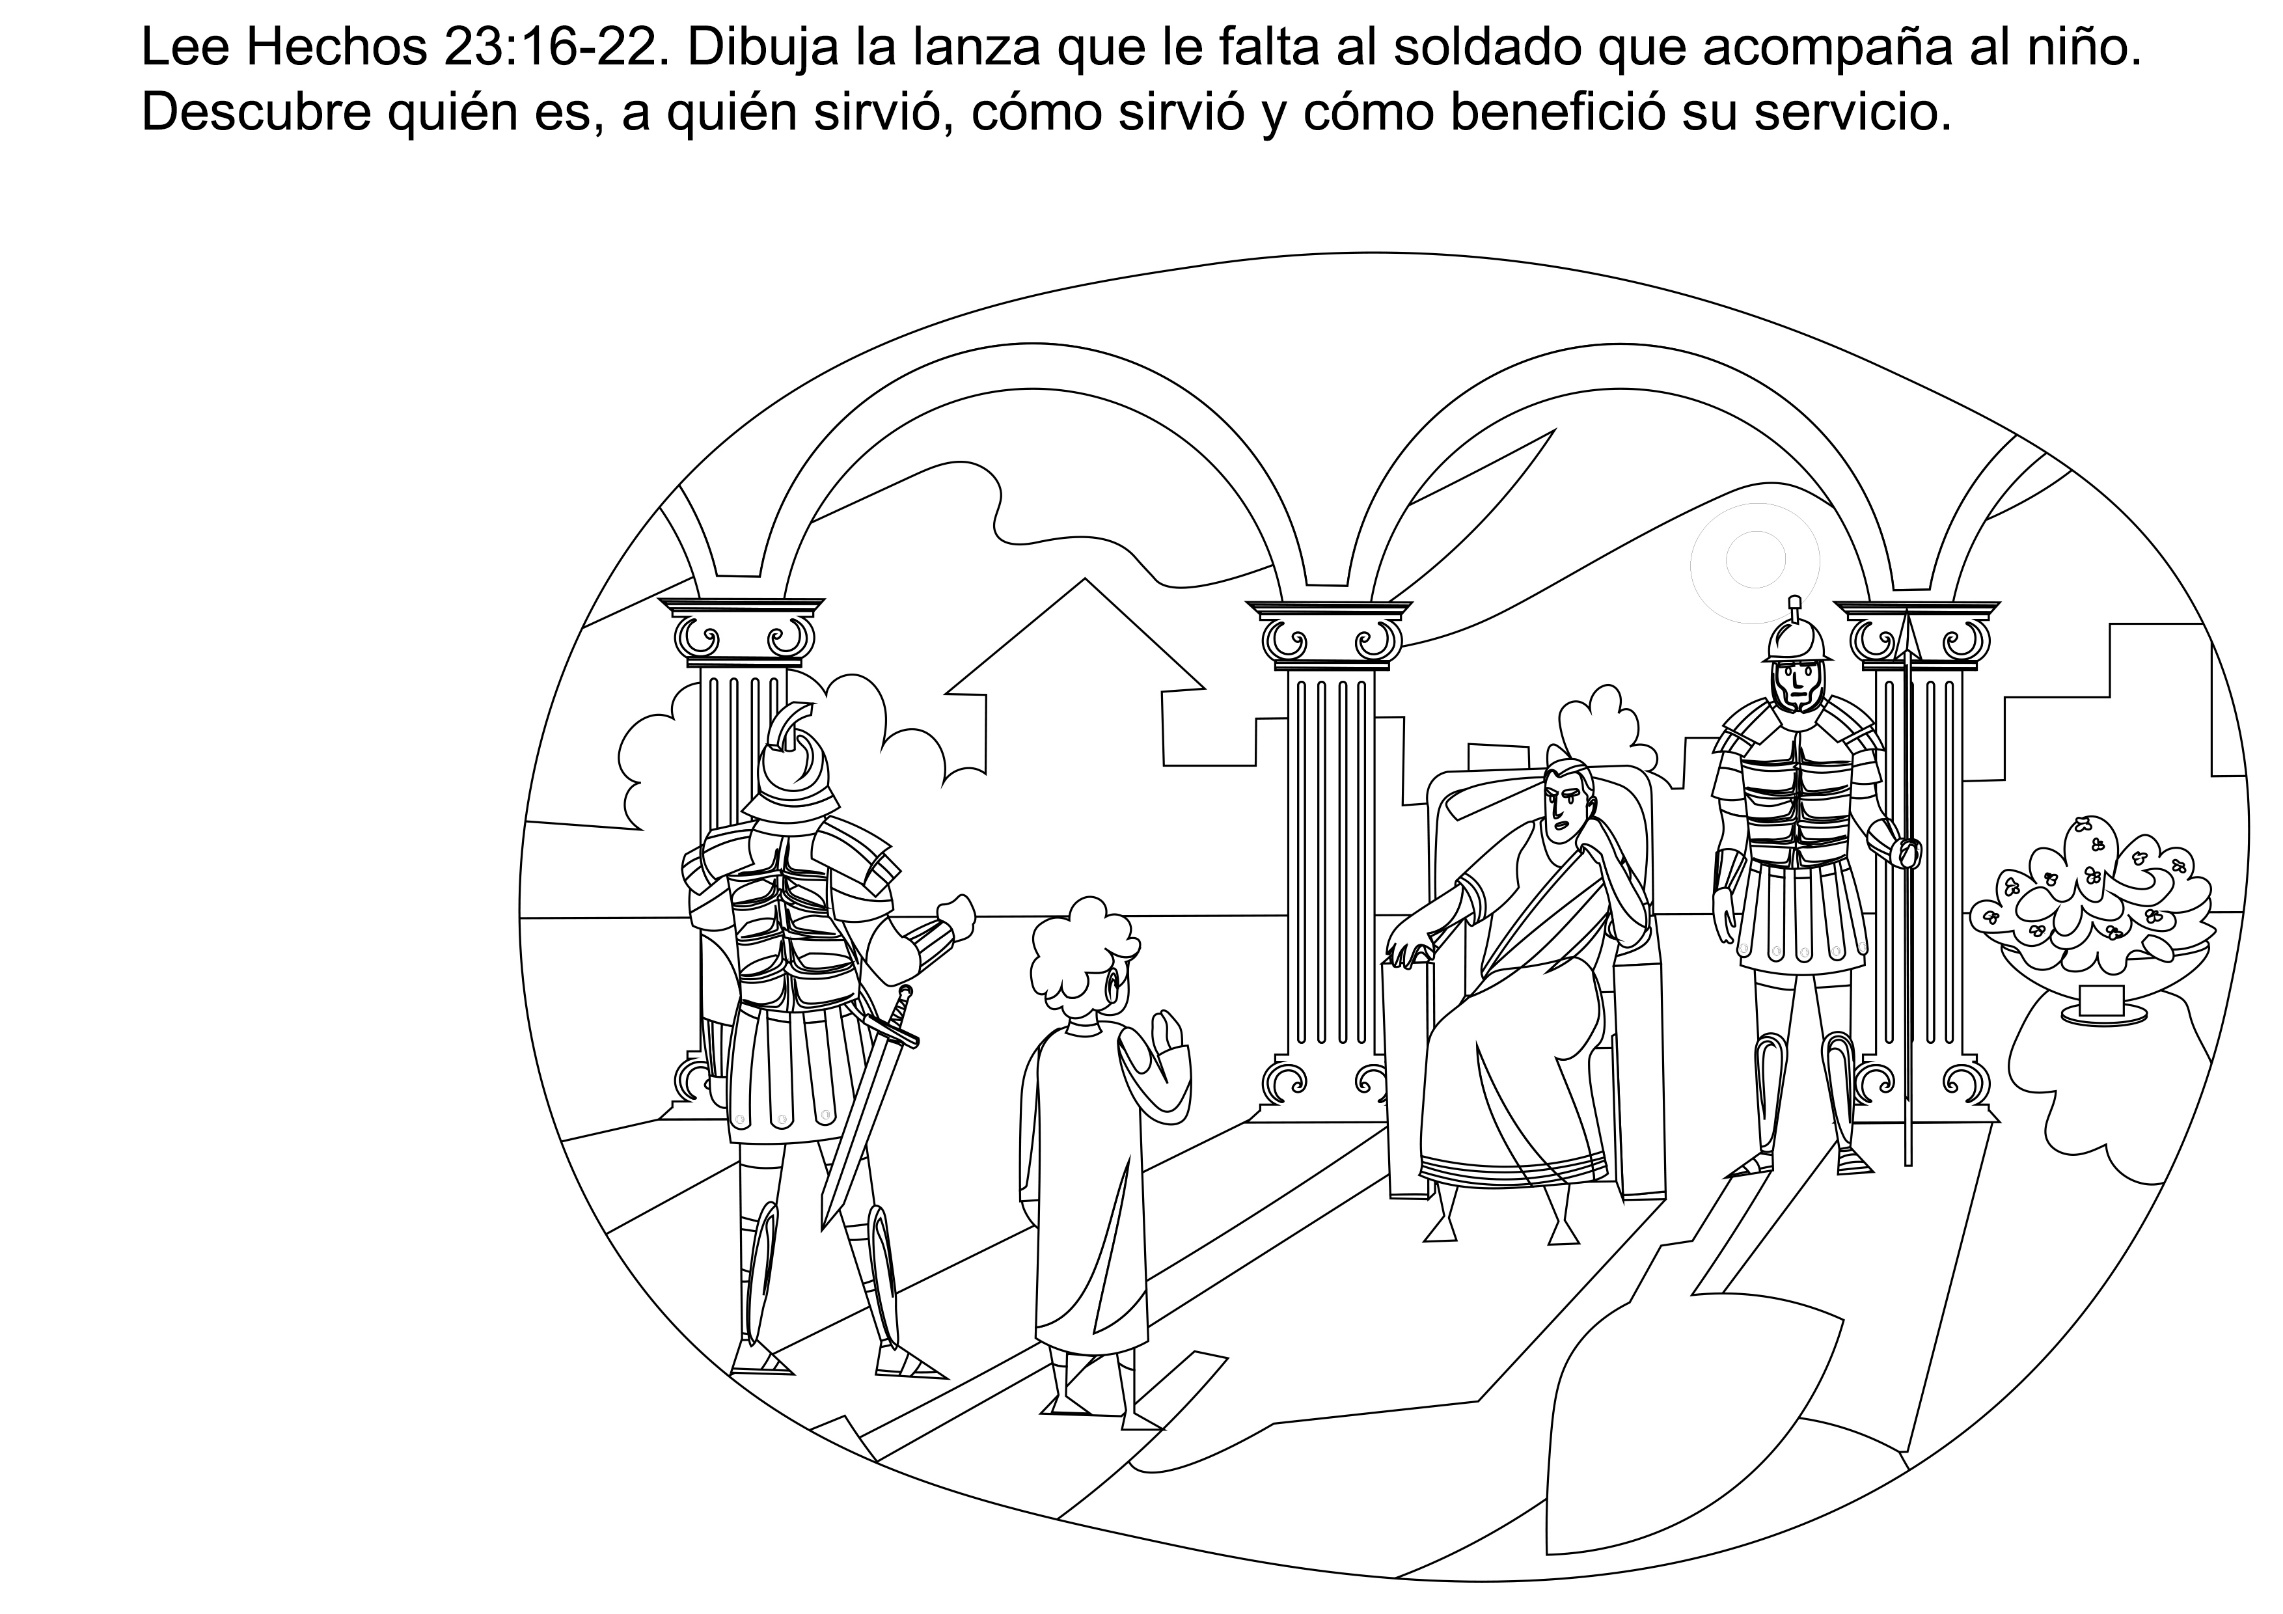 Lee Hechos 23:16-22. Dibuja la lanza que le falta al soldado que acompaña al niño.
Descubre quién es, a quién sirvió, cómo sirvió y cómo benefició su servicio.